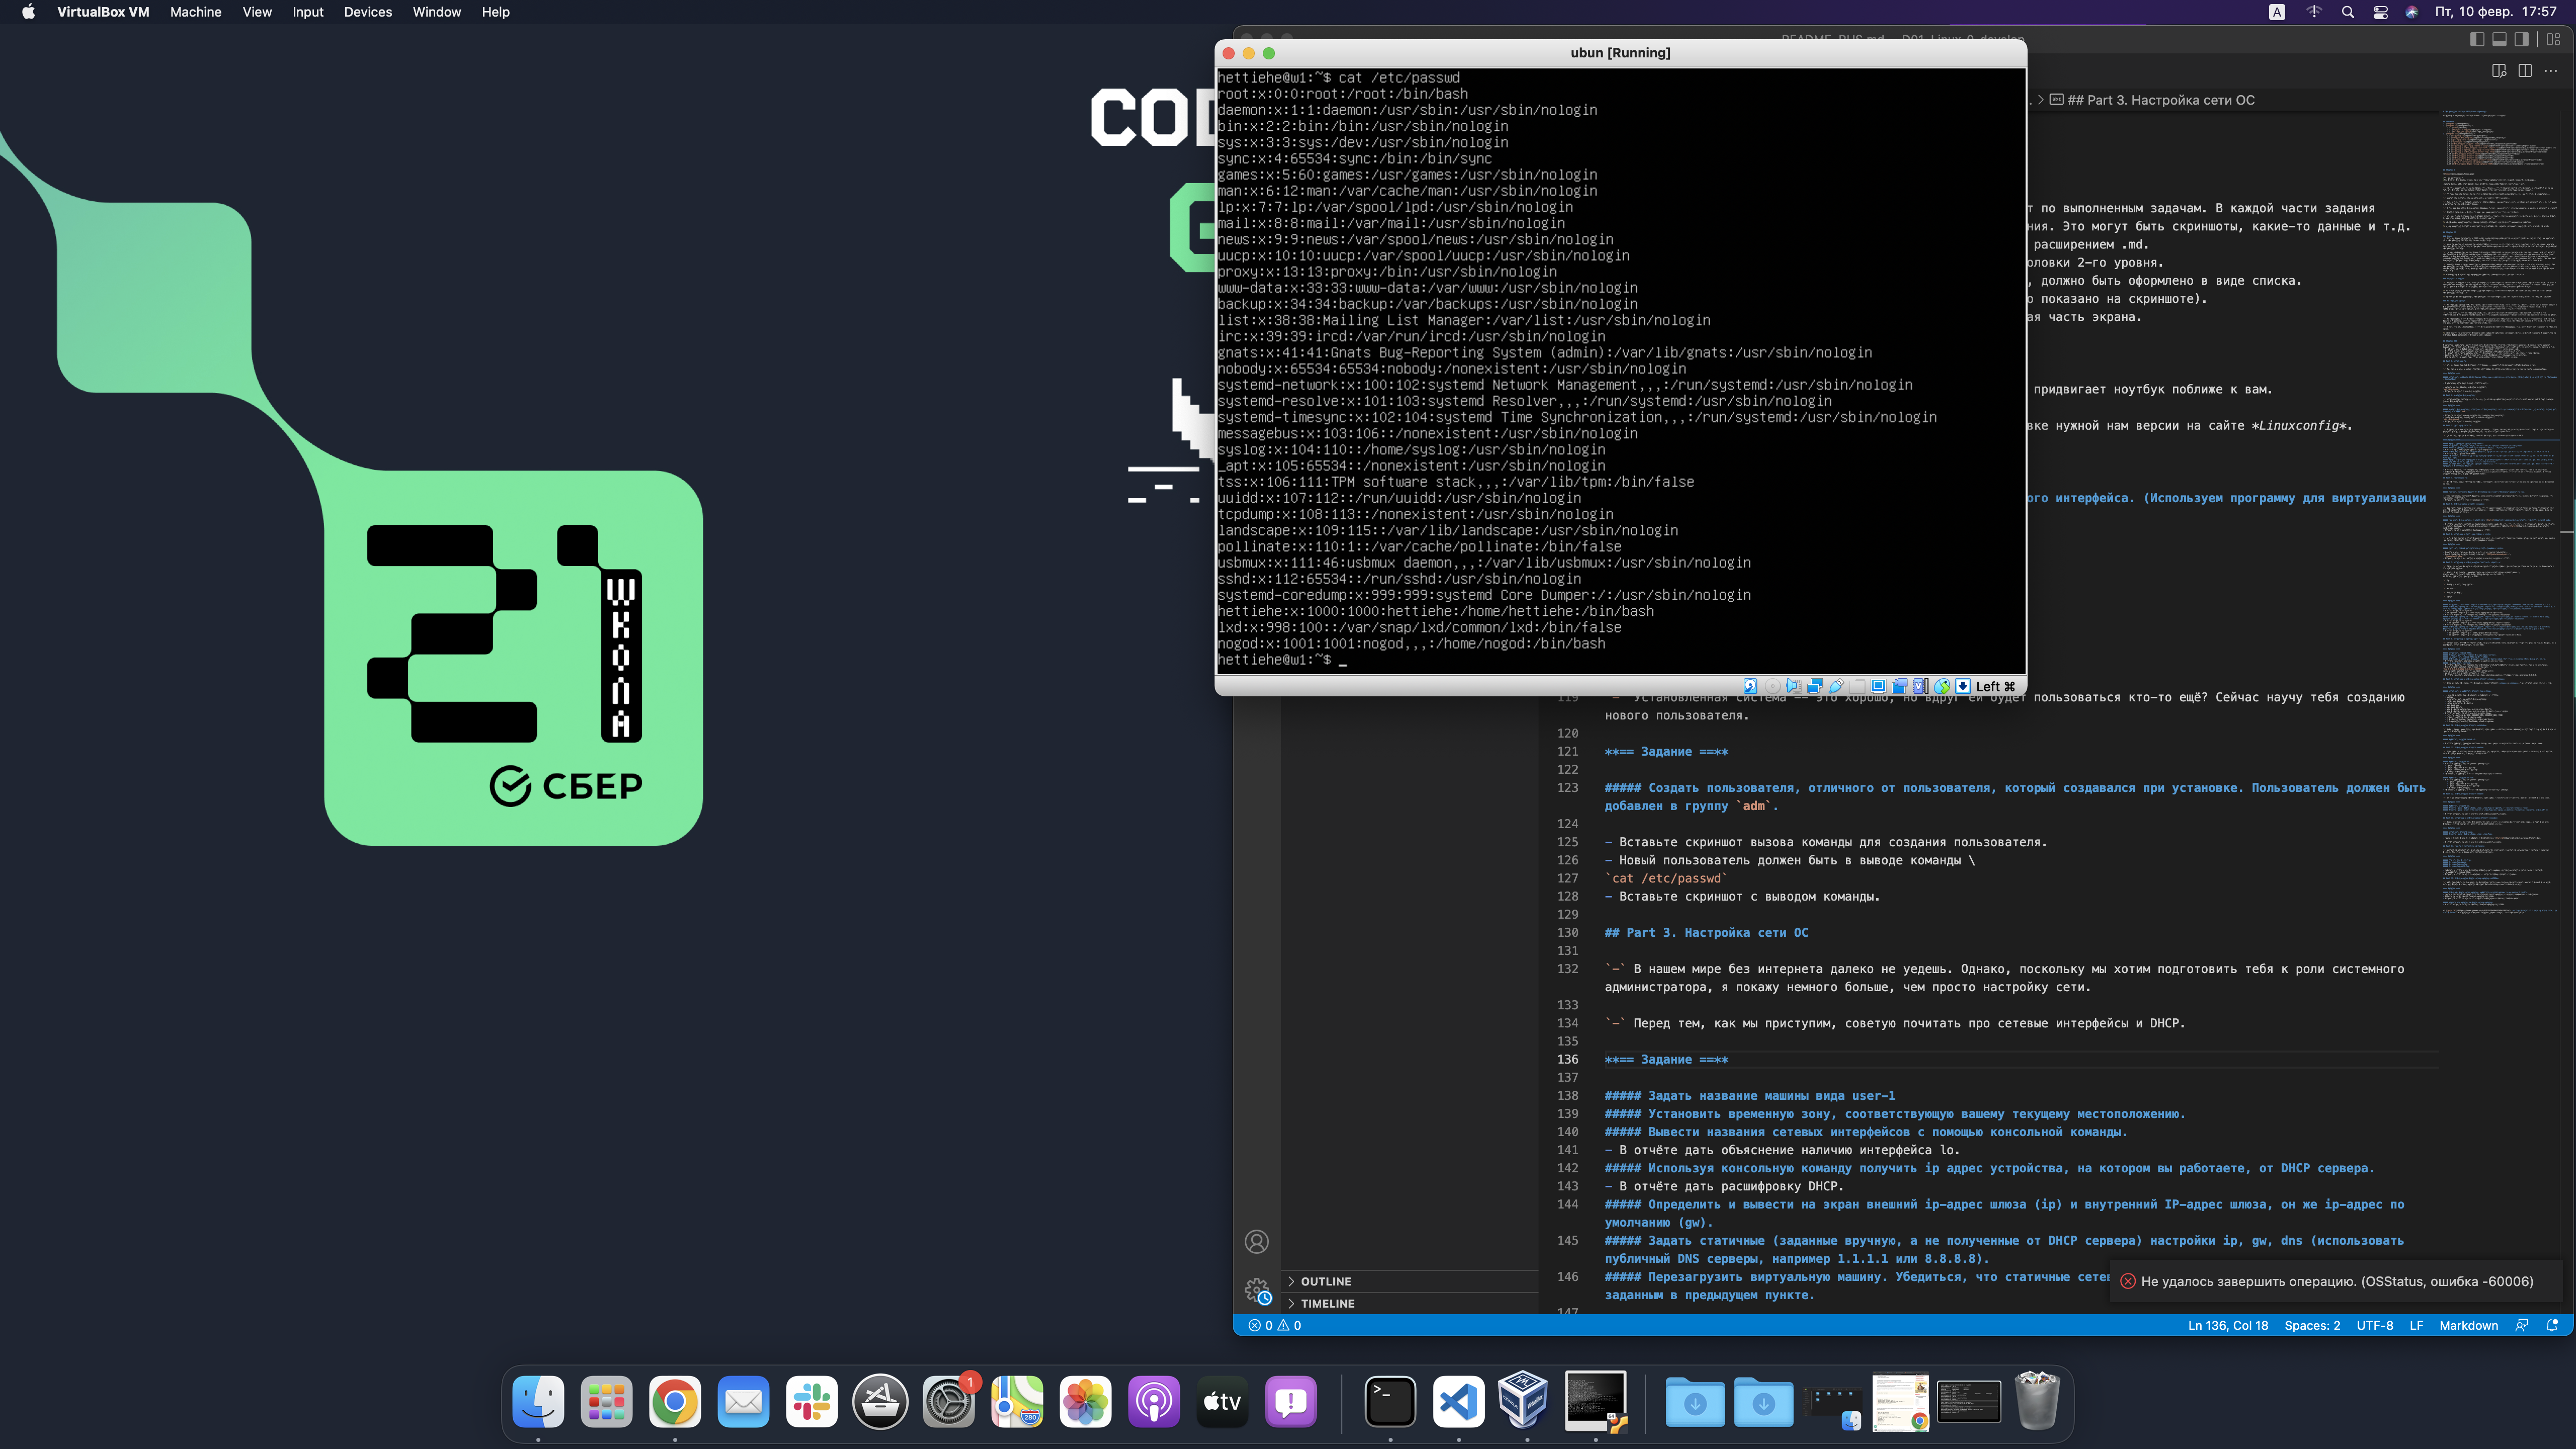 VirtualBox VM Machine View Input Devices Window Help
A Пт, 10 февр. 17:57
COD
G
21
ШКОЛА
СБЕР
ubun [Running]
hettiehe@w1:~$ cat /etc/passwd
root:x:0:0:root:/root:/bin/bash
daemon:x:1:1:daemon:/usr/sbin:/usr/sbin/nologin
bin:x:2:2:bin:/bin:/usr/sbin/nologin
sys:x:3:3:sys:/dev:/usr/sbin/nologin
sync:x:4:65534:sync:/bin:/bin/sync
games:x:5:60:games:/usr/games:/usr/sbin/nologin
man:x:6:12:man:/var/cache/man:/usr/sbin/nologin
lp:x:7:7:lp:/var/spool/lpd:/usr/sbin/nologin
mail:x:8:8:mail:/var/mail:/usr/sbin/nologin
news:x:9:9:news:/var/spool/news:/usr/sbin/nologin
uucp:x:10:10:uucp:/var/spool/uucp:/usr/sbin/nologin
proxy:x:13:13:proxy:/bin:/usr/sbin/nologin
www-data:x:33:33:www-data:/var/www:/usr/sbin/nologin
backup:x:34:34:backup:/var/backups:/usr/sbin/nologin
list:x:38:38:Mailing List Manager:/var/list:/usr/sbin/nologin
irc:x:39:39:ircd:/var/run/ircd:/usr/sbin/nologin
gnats:x:41:41:Gnats Bug-Reporting System (admin):/var/lib/gnats:/usr/sbin/nologin
nobody:x:65534:65534:nobody:/nonexistent:/usr/sbin/nologin
systemd-network:x:100:102:systemd Network Management,,,:/run/systemd:/usr/sbin/nologin
systemd-resolve:x:101:103:systemd Resolver,,,:/run/systemd:/usr/sbin/nologin
systemd-timesync:x:102:104:systemd Time Synchronization,,,:/run/systemd:/usr/sbin/nologin
messagebus:x:103:106::/nonexistent:/usr/sbin/nologin
syslog:x:104:110::/home/syslog:/usr/sbin/nologin
_apt:x:105:65534::/nonexistent:/usr/sbin/nologin
tss:x:106:111:TPM software stack,,,:/var/lib/tpm:/bin/false
uuidd:x:107:112::/run/uuidd:/usr/sbin/nologin
tcpdump:x:108:113::/nonexistent:/usr/sbin/nologin
landscape:x:109:115::/var/lib/landscape:/usr/sbin/nologin
pollinate:x:110:1::/var/cache/pollinate:/bin/false
usbmux:x:111:46:usbmux daemon,,,:/var/lib/usbmux:/usr/sbin/nologin
sshd:x:112:65534::/run/sshd:/usr/sbin/nologin
systemd-coredump:x:999:999:systemd Core Dumper:/:/usr/sbin/nologin
hettiehe:x:1000:1000:hettiehe:/home/hettiehe:/bin/bash
lxd:x:998:100::/var/snap/lxd/common/lxd:/bin/false
nogod:x:1001:1001:nogod,,,:/home/nogod:/bin/bash
hettiehe@w1:~$ _
Left ⌘
. > ## Part 3. Настройка сети ОС
т по выполненным задачам. В каждой части задания
ния. Это могут быть скриншоты, какие-то данные и т.д.
расширением .md.
оловки 2-го уровня.
, должно быть оформлено в виде списка.
о показано на скриншоте).
ая часть экрана.
придвигает ноутбук поближе к вам.
вке нужной нам версии на сайте *Linuxconfig*.
ого интерфейса. (Используем программу для виртуализации
119 `-` Установленная система -- это хорошо, но вдруг ей будет пользоваться кто-то ещё? Сейчас научу тебя созданию
нового пользователя.
120
121 **== Задание ==**
122
123 ##### Создать пользователя, отличного от пользователя, который создавался при установке. Пользователь должен быть
добавлен в группу `adm`.
124
125 - Вставьте скриншот вызова команды для создания пользователя.
126 - Новый пользователь должен быть в выводе команды \
127 `cat /etc/passwd`
128 - Вставьте скриншот с выводом команды.
129
130 ## Part 3. Настройка сети ОС
131
132 `-` В нашем мире без интернета далеко не уедешь. Однако, поскольку мы хотим подготовить тебя к роли системного
администратора, я покажу немного больше, чем просто настройку сети.
133
134 `-` Перед тем, как мы приступим, советую почитать про сетевые интерфейсы и DHCP.
135
136 **== Задание ==**
137
138 ##### Задать название машины вида user-1
139 ##### Установить временную зону, соответствующую вашему текущему местоположению.
140 ##### Вывести названия сетевых интерфейсов с помощью консольной команды.
141 - В отчёте дать объяснение наличию интерфейса lo.
142 ##### Используя консольную команду получить ip адрес устройства, на котором вы работаете, от DHCP сервера.
143 - В отчёте дать расшифровку DHCP.
144 ##### Определить и вывести на экран внешний ip-адрес шлюза (ip) и внутренний IP-адрес шлюза, он же ip-адрес по
умолчанию (gw).
145 ##### Задать статичные (заданные вручную, а не полученные от DHCP сервера) настройки ip, gw, dns (использовать
публичный DNS серверы, например 1.1.1.1 или 8.8.8.8).
146 ##### Перезагрузить виртуальную машину. Убедиться, что статичные сете
заданным в предыдущем пункте.
147
Не удалось завершить операцию. (OSStatus, ошибка -60006)
OUTLINE
TIMELINE
0 0
Ln 136, Col 18 Spaces: 2 UTF-8 LF Markdown
1
280
tv